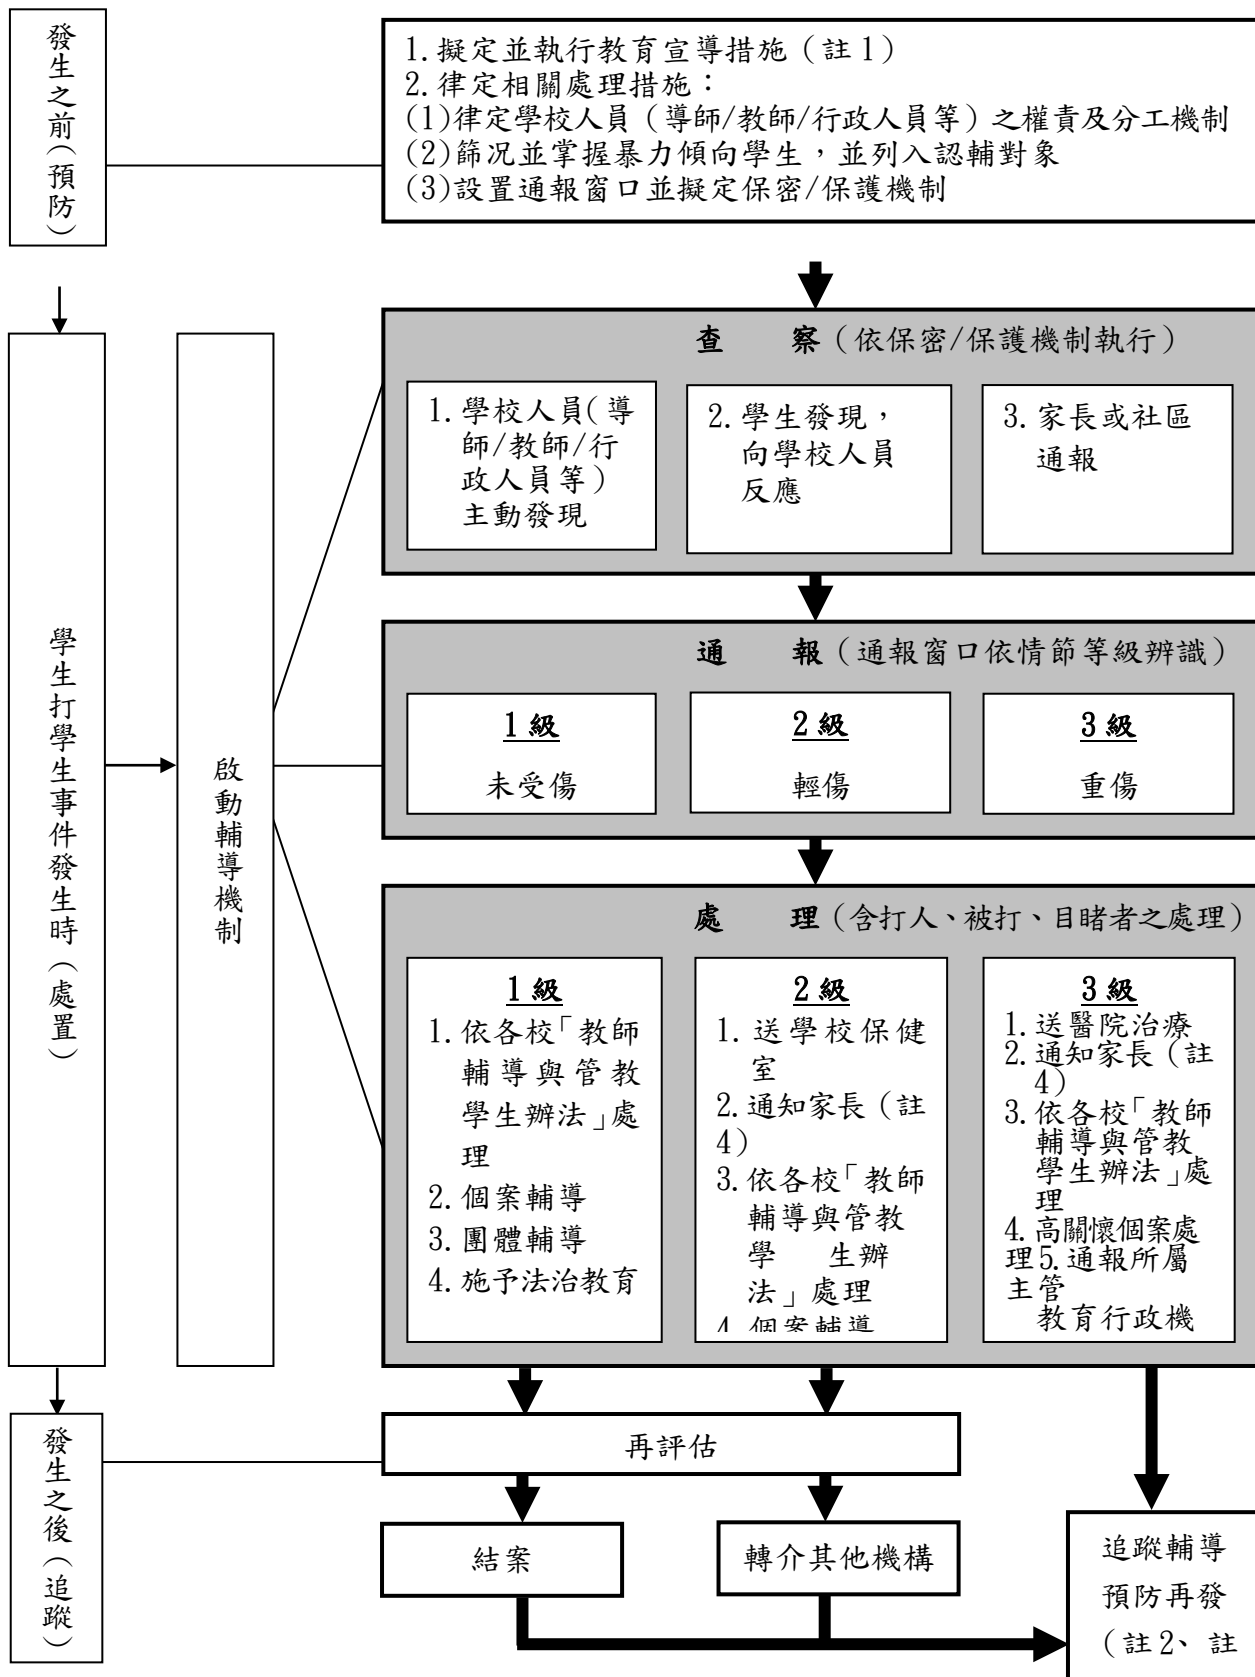 發生之前（預防）
1.擬定並執行教育宣導措施（註1）
2.律定相關處理措施：
(1)律定學校人員（導師/教師/行政人員等）之權責及分工機制
(2)篩況並掌握暴力傾向學生，並列入認輔對象
(3)設置通報窗口並擬定保密/保護機制
學生打學生事件發生時（處置）
啟動輔導機制
查　察（依保密/保護機制執行）
1.學校人員(導
師/教師/行
政人員等）
主動發現
2.學生發現，
向學校人員
反應
3.家長或社區
通報
通　報（通報窗口依情節等級辨識）
1級
未受傷
2級
輕傷
3級
重傷
處　理（含打人、被打、目睹者之處理）
1級
1.依各校「教師
輔導與管教
學生辦法」處
理
2.個案輔導
3.團體輔導
4.施予法治教育
2級
1.送學校保健
室
2.通知家長（註
4）
3.依各校「教師
輔導與管教
學　生辦
法」處理
4.個案輔導
3級
1.送醫院治療
2.通知家長（註
4）
3.依各校「教師
輔導與管教
學生辦法」處
理
4.高關懷個案處
理5.通報所屬
主管
教育行政機
發生之後（追蹤）
再評估
結案
轉介其他機構
追蹤輔導
預防再發
（註2、註